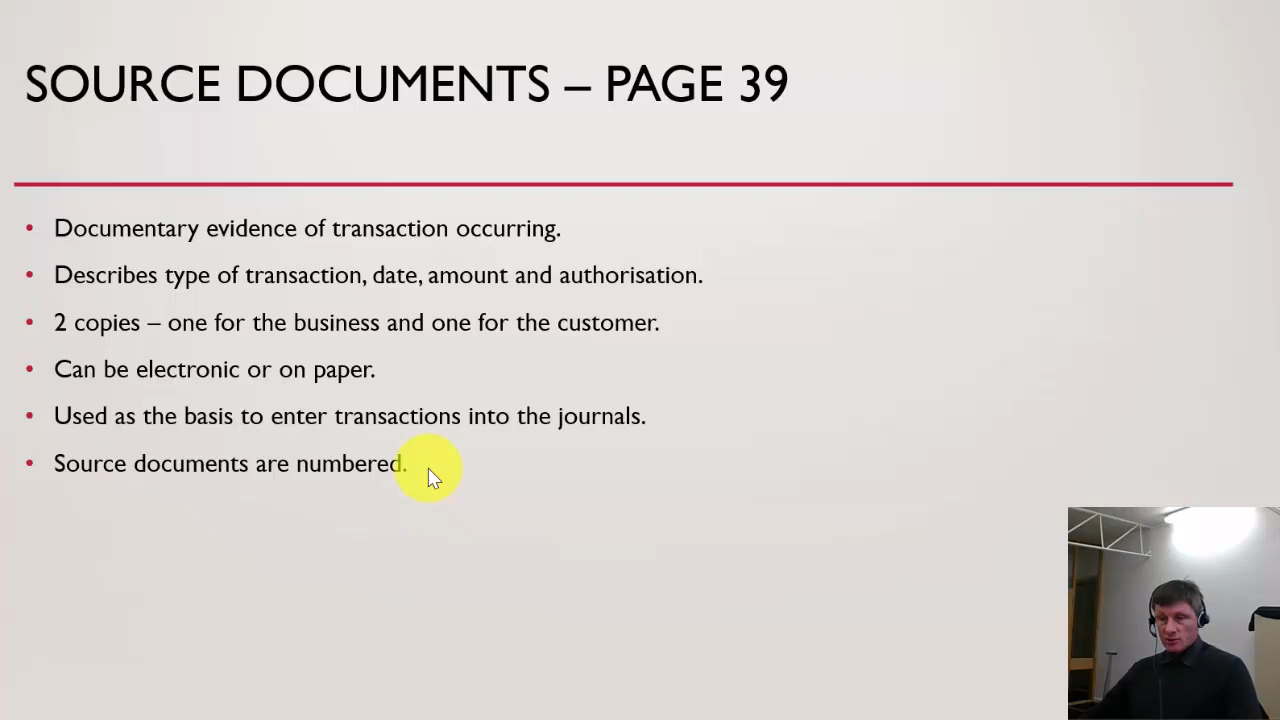 SOURCE DOCUMENTS – PAGE 39
• Documentary evidence of transaction occurring.
• Describes type of transaction, date, amount and authorisation.
• 2 copies – one for the business and one for the customer.
• Can be electronic or on paper.
• Used as the basis to enter transactions into the journals.
• Source documents are numbered.